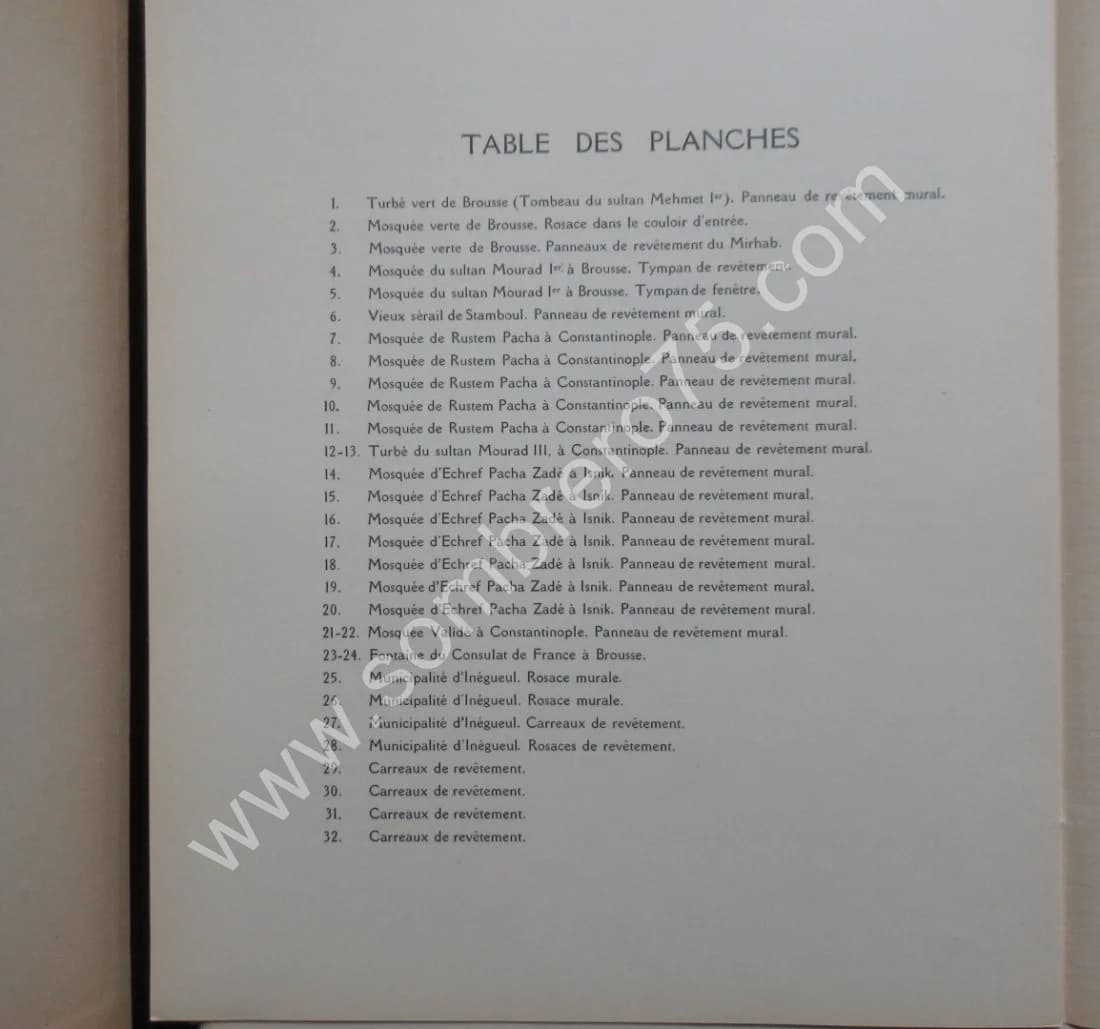 TABLE DES PLANCHES
1. Turbé vert de Brousse (Tombeau du sultan Mehmet Ier). Panneau de revêtement mural.
2. Mosquée verte de Brousse. Rosace dans le couloir d'entrée.
3. Mosquée verte de Brousse. Panneaux de revêtement du Mirhab.
4. Mosquée du sultan Mourad Ier à Brousse. Tympan de revêtement.
5. Mosquée du sultan Mourad Ier à Brousse. Tympan de fenêtre.
6. Vieux sérail de Stamboul. Panneau de revêtement mural.
7. Mosquée de Rustem Pacha à Constantinople. Panneau de revêtement mural.
8. Mosquée de Rustem Pacha à Constantinople. Panneau de revêtement mural.
9. Mosquée de Rustem Pacha à Constantinople. Panneau de revêtement mural.
10. Mosquée de Rustem Pacha à Constantinople. Panneau de revêtement mural.
11. Mosquée de Rustem Pacha à Constantinople. Panneau de revêtement mural.
12-13. Turbé du sultan Mourad III, à Constantinople. Panneau de revêtement mural.
14. Mosquée d'Echref Pacha Zadé à Isnik. Panneau de revêtement mural.
15. Mosquée d'Echref Pacha Zadé à Isnik. Panneau de revêtement mural.
16. Mosquée d'Echref Pacha Zadé à Isnik. Panneau de revêtement mural.
17. Mosquée d'Echref Pacha Zadé à Isnik. Panneau de revêtement mural.
18. Mosquée d'Echref Pacha Zadé à Isnik. Panneau de revêtement mural.
19. Mosquée d'Echref Pacha Zadé à Isnik. Panneau de revêtement mural.
20. Mosquée d'Echref Pacha Zadé à Isnik. Panneau de revêtement mural.
21-22. Mosquée Validé à Constantinople. Panneau de revêtement mural.
23-24. Fontaine du Consulat de France à Brousse.
25. Municipalité d'Inégueul. Rosace murale.
26. Municipalité d'Inégueul. Rosace murale.
27. Municipalité d'Inégueul. Carreaux de revêtement.
28. Municipalité d'Inégueul. Rosaces de revêtement.
29. Carreaux de revêtement.
30. Carreaux de revêtement.
31. Carreaux de revêtement.
32. Carreaux de revêtement.
www.sombrero75.com